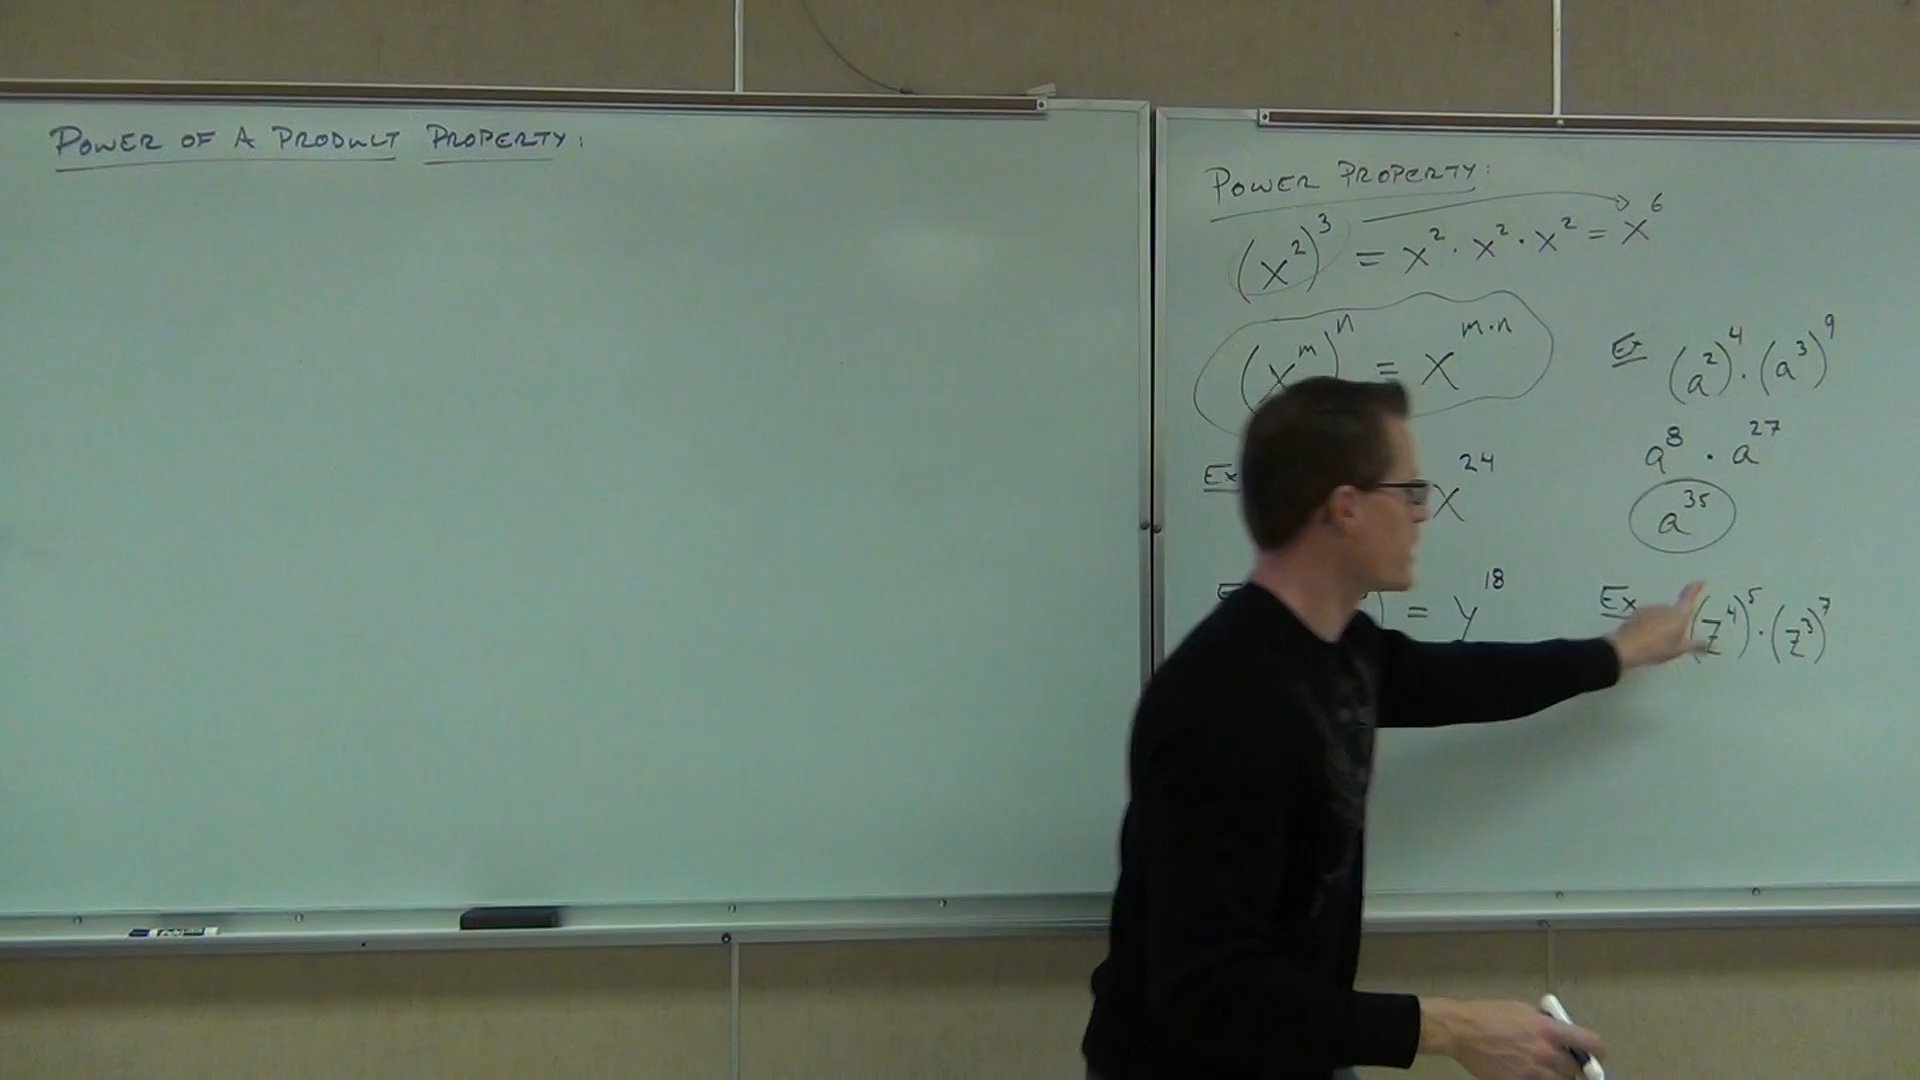 POWER OF A PRODUCT PROPERTY:
POWER PROPERTY:
(x²)³ = x² · x² · x² = x⁶
(xᵐ)ⁿ = x^(m·n)
Ex
x²⁴
) = y¹⁸
Ex (a²)⁴ · (a³)⁹
a⁸ · a²⁷
a³⁵
Ex (z⁴)⁵ · (z³)⁷